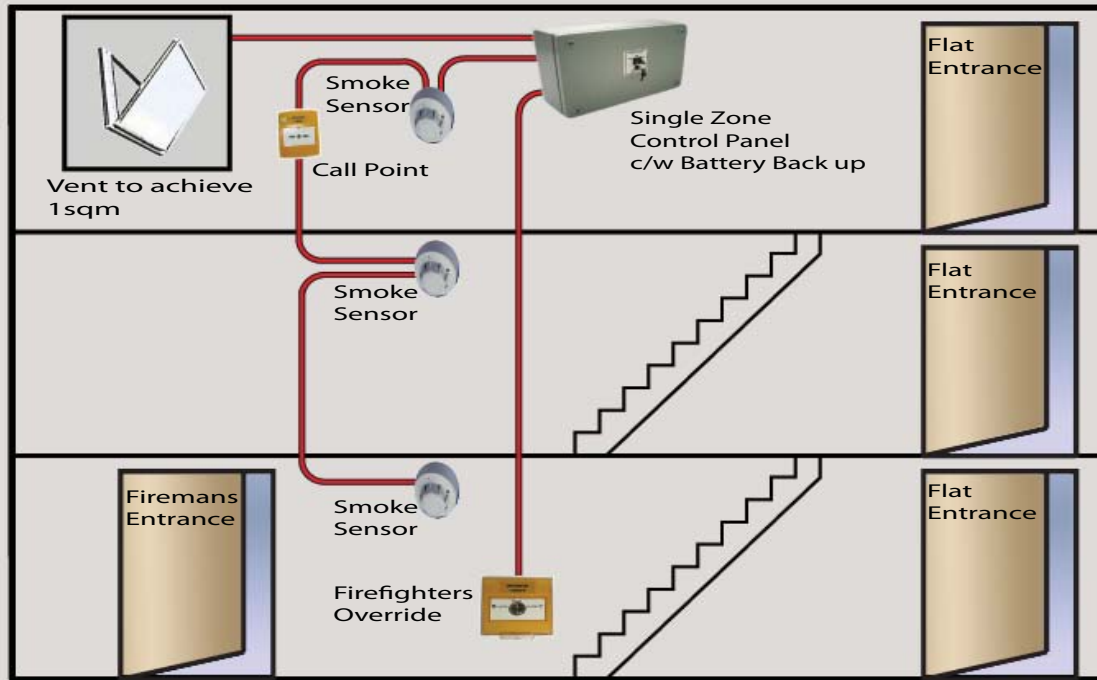 Flat
Entrance
Smoke
Sensor
Single Zone
Control Panel
c/w Battery Back up
Call Point
Vent to achieve
1sqm
Smoke
Sensor
Flat
Entrance
Firemans
Entrance
Smoke
Sensor
Flat
Entrance
Firefighters
Override